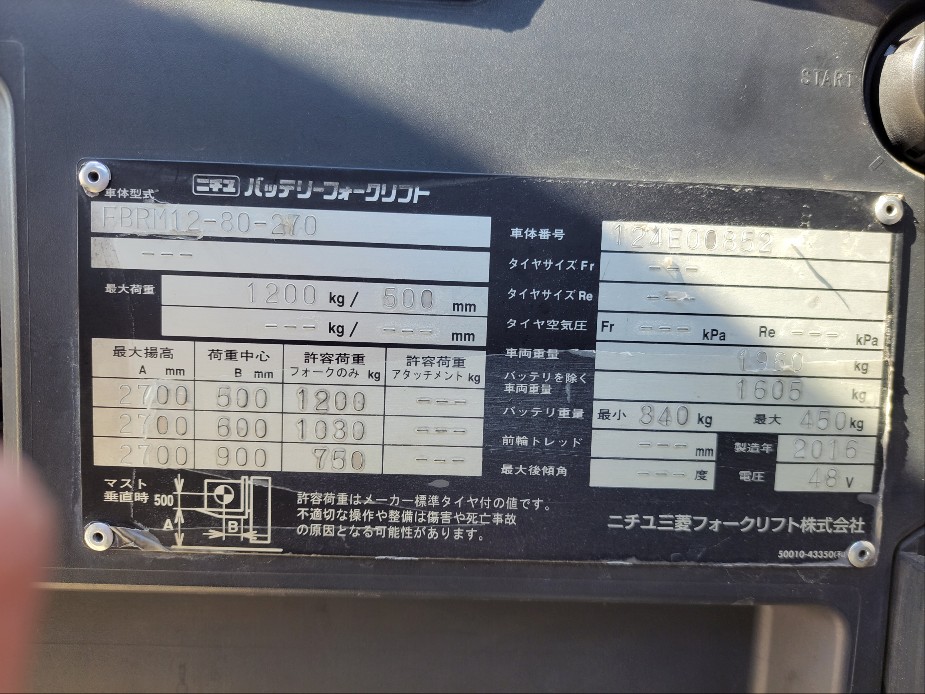 START
ニチユ バッテリーフォークリフト
車体型式
FBRM12-80-270
---
最大荷重 1200 kg/ 500 mm
--- kg/ --- mm
最大揚高 A mm 荷重中心 B mm 許容荷重 フォークのみ kg 許容荷重 アタッチメント kg
2700 500 1200 ---
2700 600 1030 ---
2700 900 750 ---
マスト垂直時 500 A B
許容荷重はメーカー標準タイヤ付の値です。
不適切な操作や整備は傷害や死亡事故
の原因となる可能性があります。
車体番号
タイヤサイズ Fr ---
タイヤサイズ Re ---
タイヤ空気圧 Fr --- kPa Re --- kPa
車両重量 kg
バッテリを除く車両重量 1605 kg
バッテリ重量 最小 340 kg 最大 450 kg
前輪トレッド --- mm 製造年 2016
最大後傾角 --- 度 電圧 48 V
ニチユ三菱フォークリフト株式会社
50010-43350